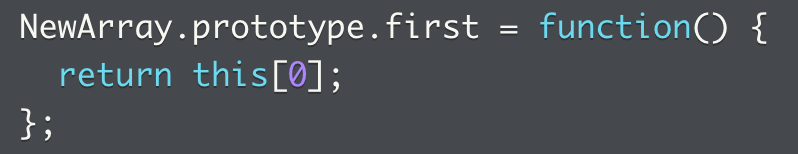 NewArray.prototype.first = function() {
  return this[0];
};